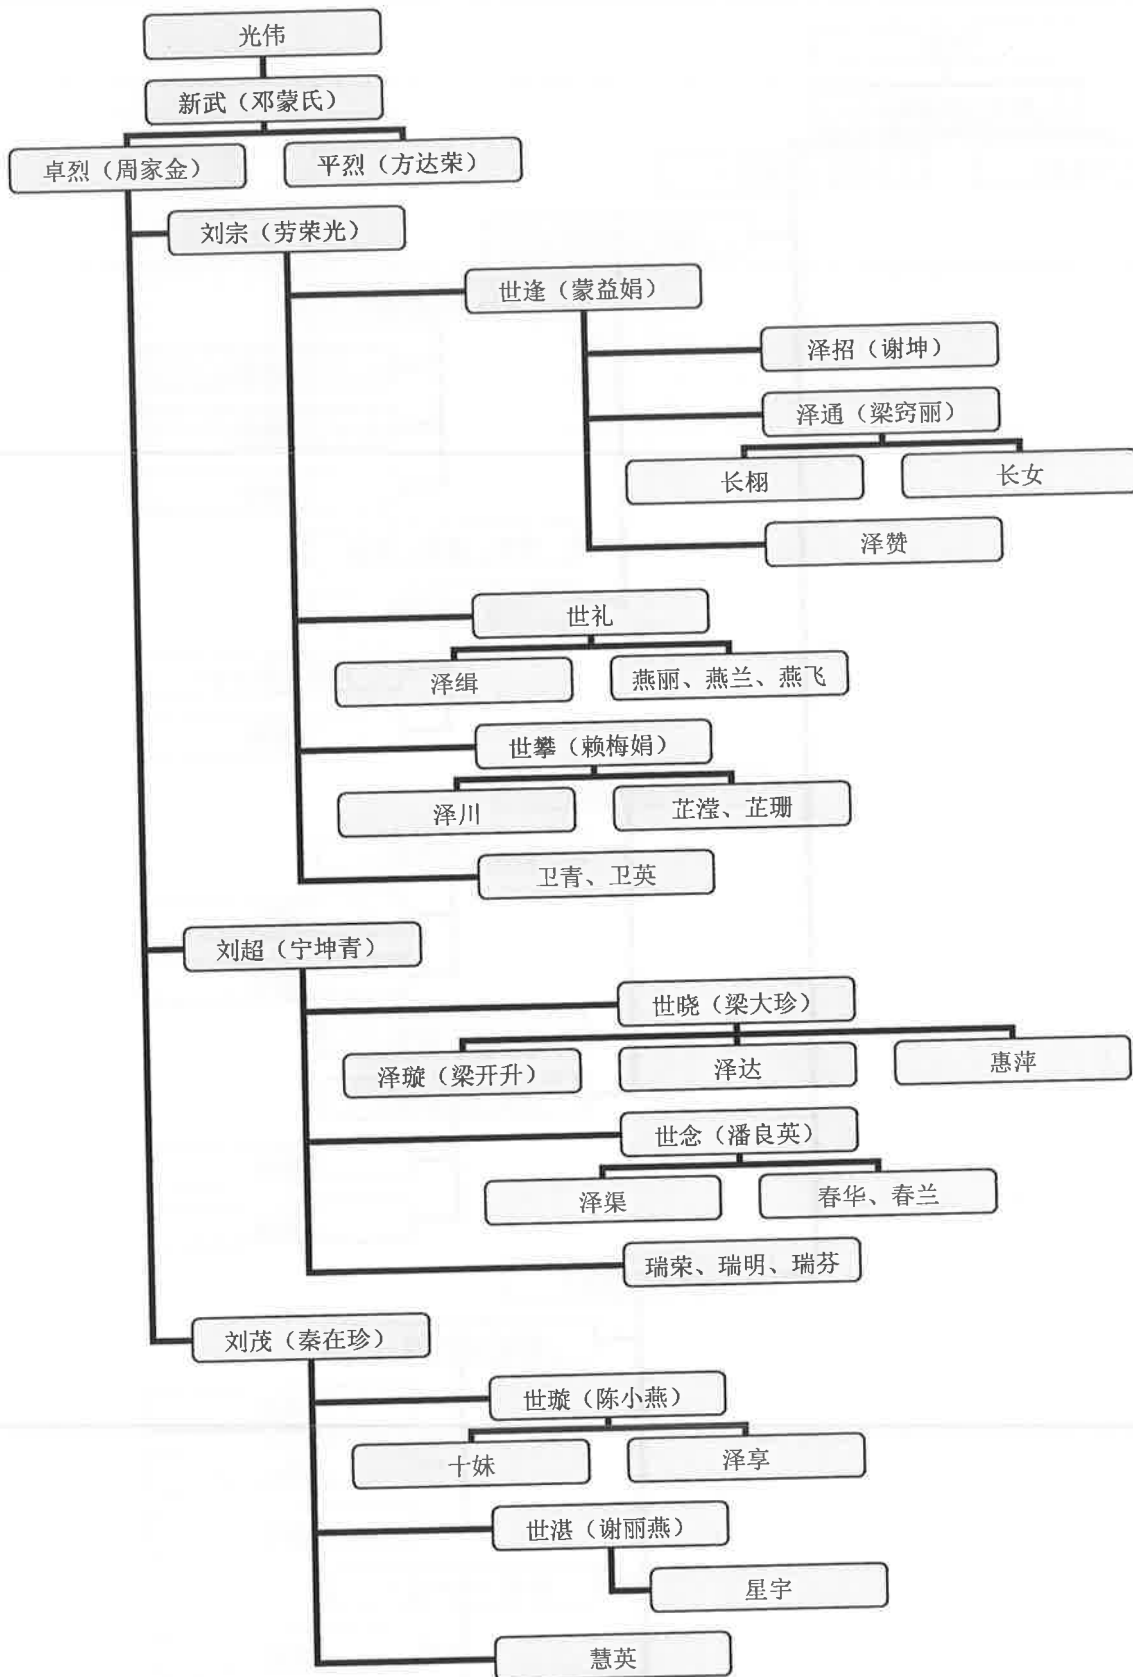 光伟
新武（邓蒙氏）
卓烈（周家金）
平烈（方达荣）
刘宗（劳荣光）
世逢（蒙益娟）
泽招（谢坤）
泽通（梁窍丽）
长栩
长女
泽赞
世礼
泽缉
燕丽、燕兰、燕飞
世攀（赖梅娟）
泽川
芷滢、芷珊
卫青、卫英
刘超（宁坤青）
世晓（梁大珍）
泽璇（梁开升）
泽达
惠萍
世念（潘良英）
泽渠
春华、春兰
瑞荣、瑞明、瑞芬
刘茂（秦在珍）
世璇（陈小燕）
十妹
泽享
世湛（谢丽燕）
星宇
慧英